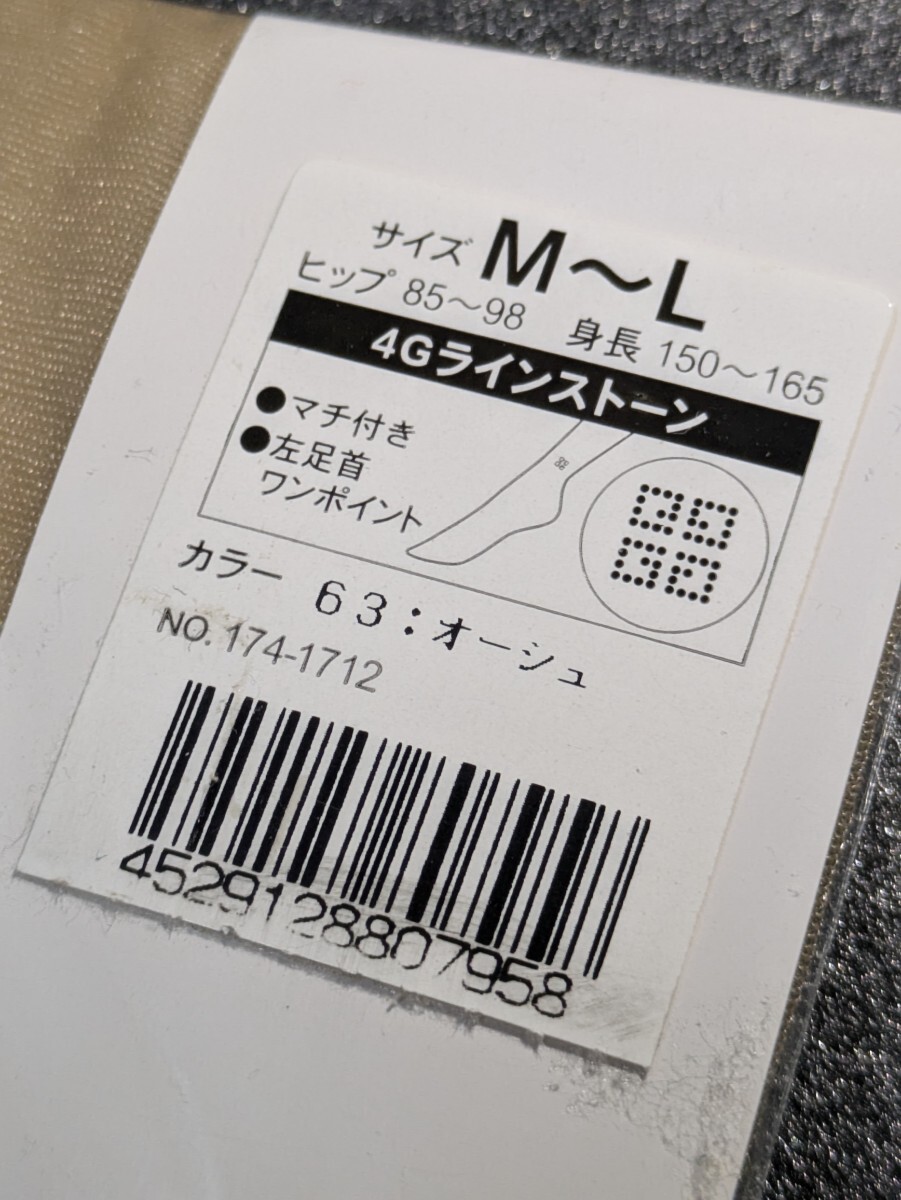 サイズ M～L
ヒップ 85～98 身長 150～165
4Gラインストーン
●マチ付き
●左足首
ワンポイント
カラー 63：オーシュ
NO. 174-1712
4529128807958